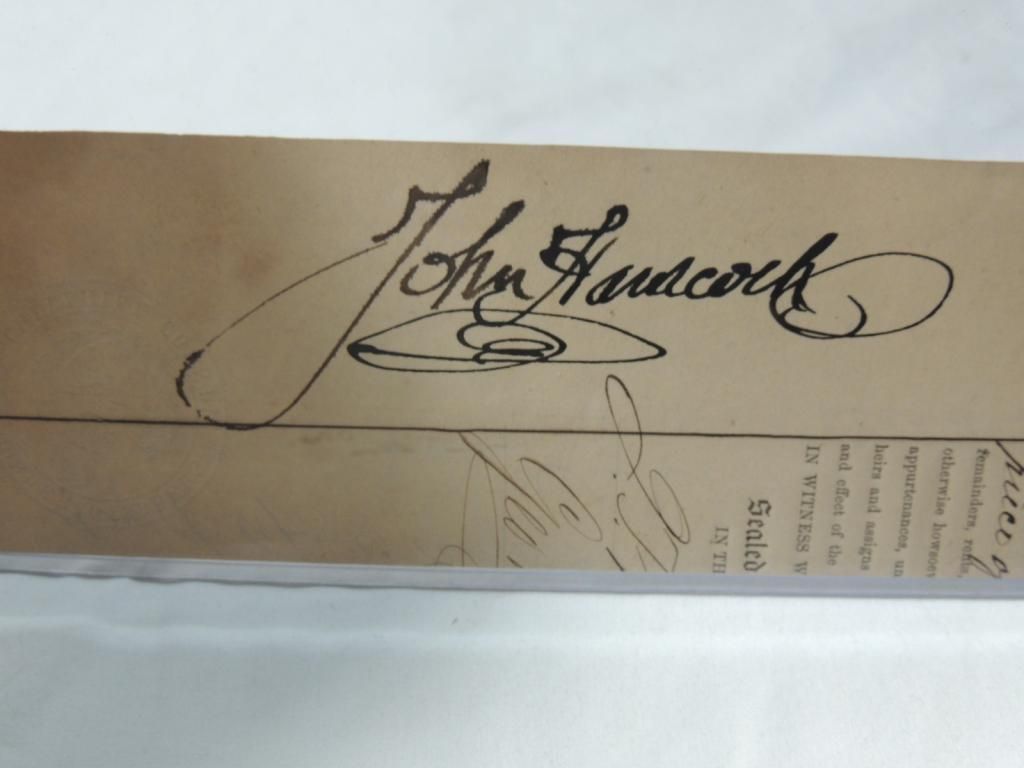 John Hancock
remainders, rents,
otherwise howsoev
appurtenances, un
heirs and assigns
and effect of the
IN WITNESS W
Sealed
IN TH